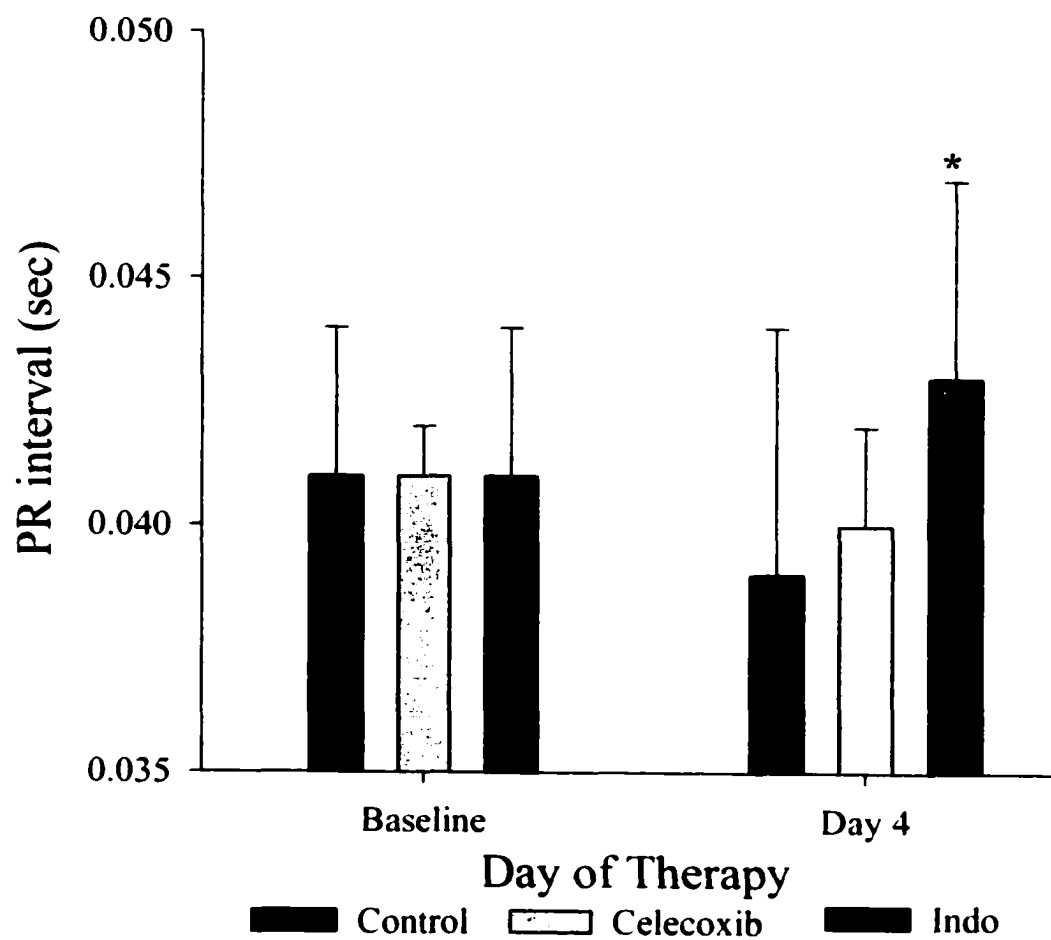 0.050
*
0.045
PR interval (sec)
0.040
0.035
Baseline Day 4
Day of Therapy
Control Celecoxib Indo